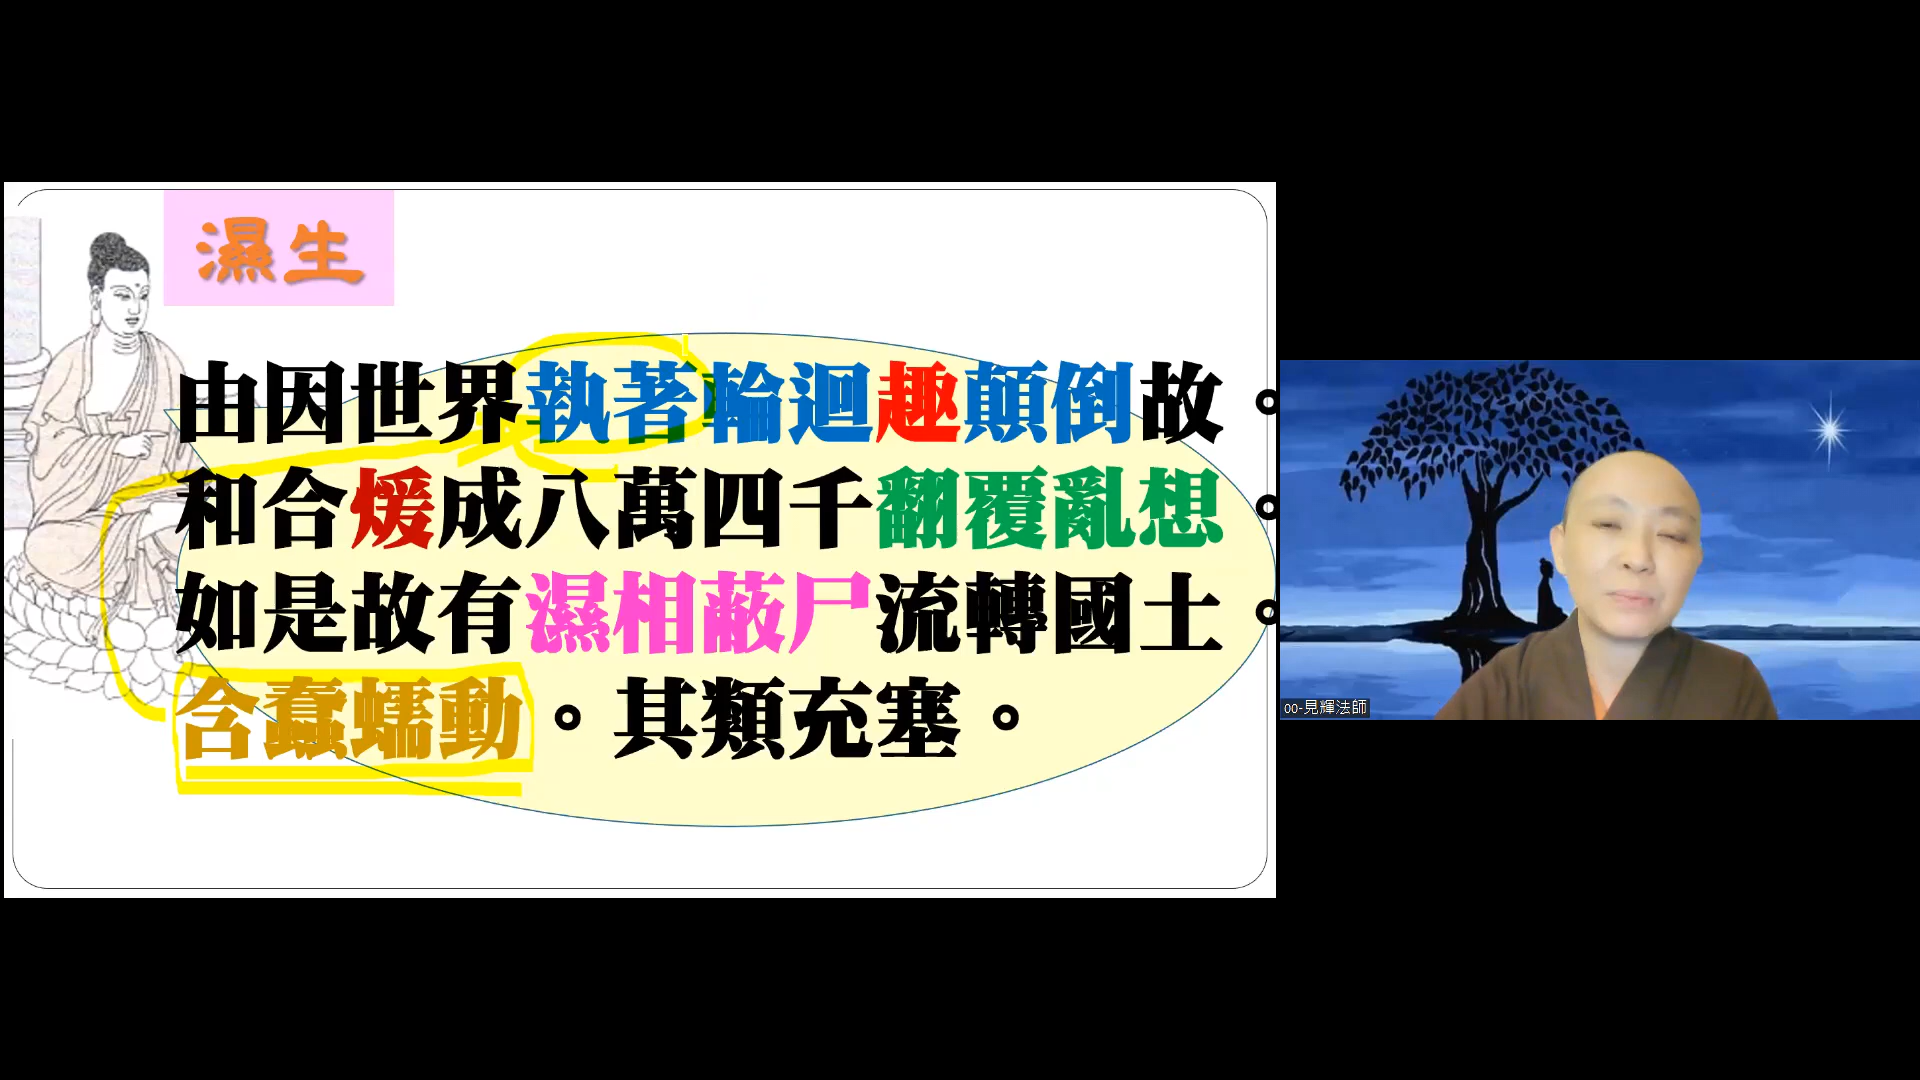 濕生
由因世界執著輪迴趣顛倒故。
和合煖成八萬四千翻覆亂想。
如是故有濕相蔽尸流轉國土。
含蠢蠕動。其類充塞。
oo-見輝法師